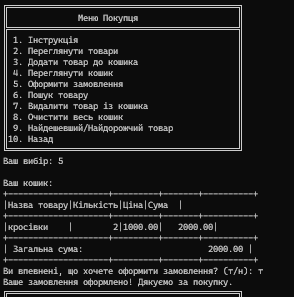 Меню Покупця
1. Інструкція
2. Переглянути товари
3. Додати товар до кошика
4. Переглянути кошик
5. Оформити замовлення
6. Пошук товару
7. Видалити товар із кошика
8. Очистити весь кошик
9. Найдешевший/Найдорожчий товар
10. Назад
Ваш вибір: 5
Ваш кошик:
|Назва товару|Кількість|Ціна|Сума |
|кросівки | 2|1000.00| 2000.00|
| Загальна сума: 2000.00 |
Ви впевнені, що хочете оформити замовлення? (т/н): т
Ваше замовлення оформлено! Дякуємо за покупку.